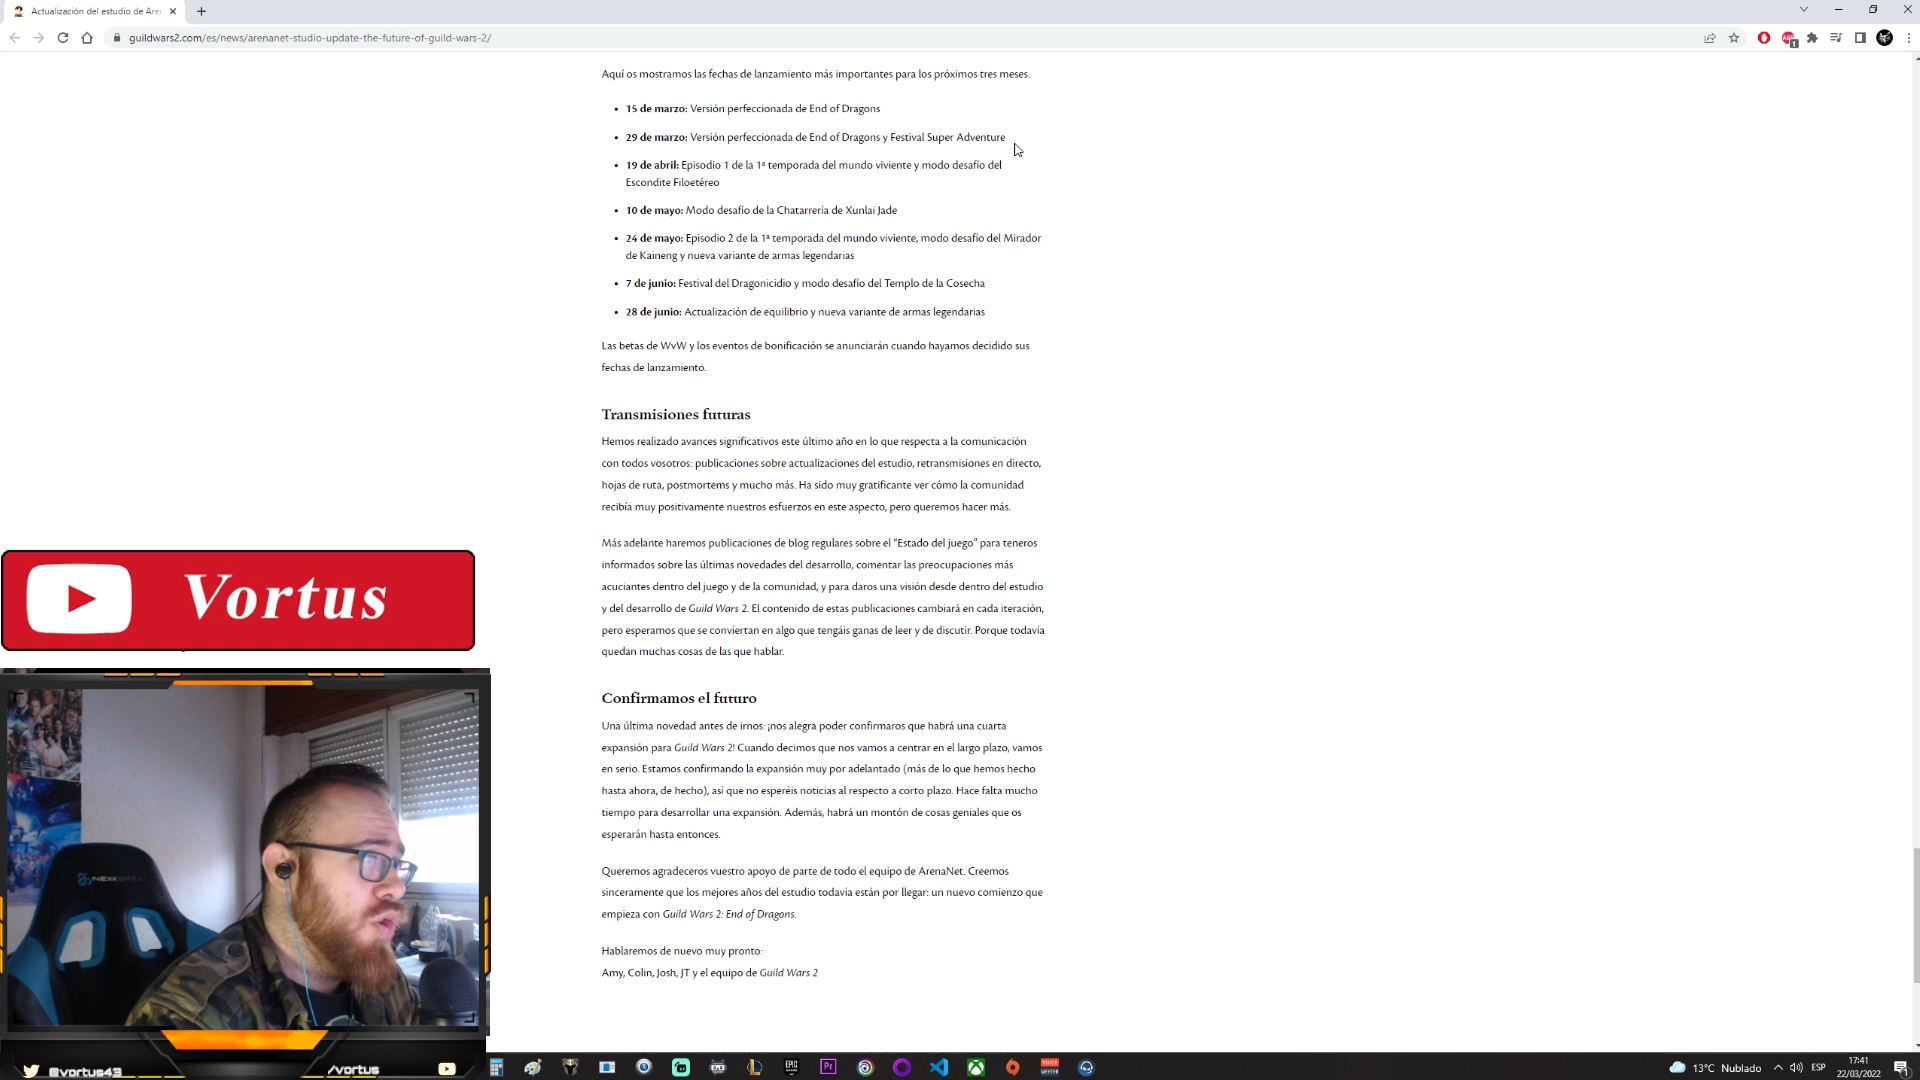 Actualización del estudio de Are
guildwars2.com/es/news/arenanet-studio-update-the-future-of-guild-wars-2/
Aquí os mostramos las fechas de lanzamiento más importantes para los próximos tres meses.
• 15 de marzo: Versión perfeccionada de End of Dragons
• 29 de marzo: Versión perfeccionada de End of Dragons y Festival Super Adventure
• 19 de abril: Episodio 1 de la 1ª temporada del mundo viviente y modo desafío del
Escondite Filoetéreo
• 10 de mayo: Modo desafío de la Chatarrería de Xunlai Jade
• 24 de mayo: Episodio 2 de la 1ª temporada del mundo viviente, modo desafío del Mirador
de Kaineng y nueva variante de armas legendarias
• 7 de junio: Festival del Dragonicidio y modo desafío del Templo de la Cosecha
• 28 de junio: Actualización de equilibrio y nueva variante de armas legendarias
Las betas de WvW y los eventos de bonificación se anunciarán cuando hayamos decidido sus
fechas de lanzamiento.
Transmisiones futuras
Hemos realizado avances significativos este último año en lo que respecta a la comunicación
con todos vosotros: publicaciones sobre actualizaciones del estudio, retransmisiones en directo,
hojas de ruta, postmortems y mucho más. Ha sido muy gratificante ver cómo la comunidad
recibía muy positivamente nuestros esfuerzos en este aspecto, pero queremos hacer más.
Más adelante haremos publicaciones de blog regulares sobre el “Estado del juego” para teneros
informados sobre las últimas novedades del desarrollo, comentar las preocupaciones más
acuciantes dentro del juego y de la comunidad, y para daros una visión desde dentro del estudio
y del desarrollo de Guild Wars 2. El contenido de estas publicaciones cambiará en cada iteración,
pero esperamos que se conviertan en algo que tengáis ganas de leer y de discutir. Porque todavía
quedan muchas cosas de las que hablar.
Confirmamos el futuro
Una última novedad antes de irnos: ¡nos alegra poder confirmaros que habrá una cuarta
expansión para Guild Wars 2! Cuando decimos que nos vamos a centrar en el largo plazo, vamos
en serio. Estamos confirmando la expansión muy por adelantado (más de lo que hemos hecho
hasta ahora, de hecho), así que no esperéis noticias al respecto a corto plazo. Hace falta mucho
tiempo para desarrollar una expansión. Además, habrá un montón de cosas geniales que os
esperarán hasta entonces.
Queremos agradeceros vuestro apoyo de parte de todo el equipo de ArenaNet. Creemos
sinceramente que los mejores años del estudio todavía están por llegar: un nuevo comienzo que
empieza con Guild Wars 2: End of Dragons.
Hablaremos de nuevo muy pronto:
Amy, Colin, Josh, JT y el equipo de Guild Wars 2
Vortus
@vortus43
/vortus
EPIC
Pr
13°C Nublado
ESP
17:41
22/03/2022